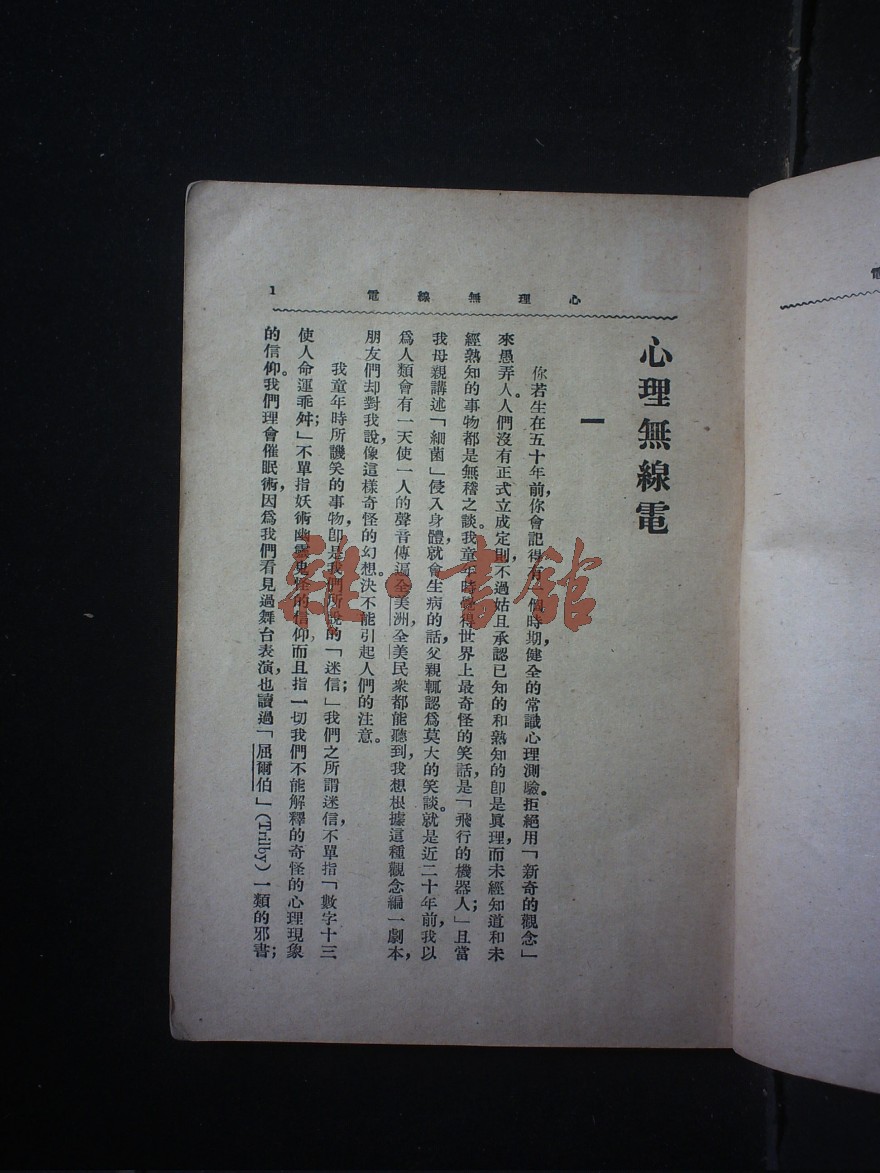 心理無線電
1
心理無線電
一
你若生在五十年前，你會記得有一個時期健全的常識心理測驗。拒絕用「新奇的觀念」
來愚弄人。人們沒有正式立成定則，不過姑且承認已知的和熟知的卽是眞理，而未經知道和未
經熟知的事物都是無稽之談。我童年時覺得世界上最奇怪的笑話，是「飛行的機器人；」且當
我母親講述「細菌」侵入身體，就會生病的話，父親輒認爲莫大的笑談。就是近二十年前，我以
爲人類會有一天使一人的聲音傳遍全美洲，全美民衆都能聽到，我想根據這種觀念編一劇本，
朋友們却對我說，像這樣奇怪的幻想決不能引起人們的注意。
我童年時所譏笑的事物，卽是我們所說的「迷信；」我們之所謂迷信，不單指「數字十三
使人命運乖舛；」不單指妖術幽靈鬼怪的信仰，而且指一切我們不能解釋的奇怪的心理現象
的信仰。我們理會催眠術，因爲我們看見過舞台表演，也讀過「屈爾伯」(Trilby)一類的邪書；
雜·書館
電